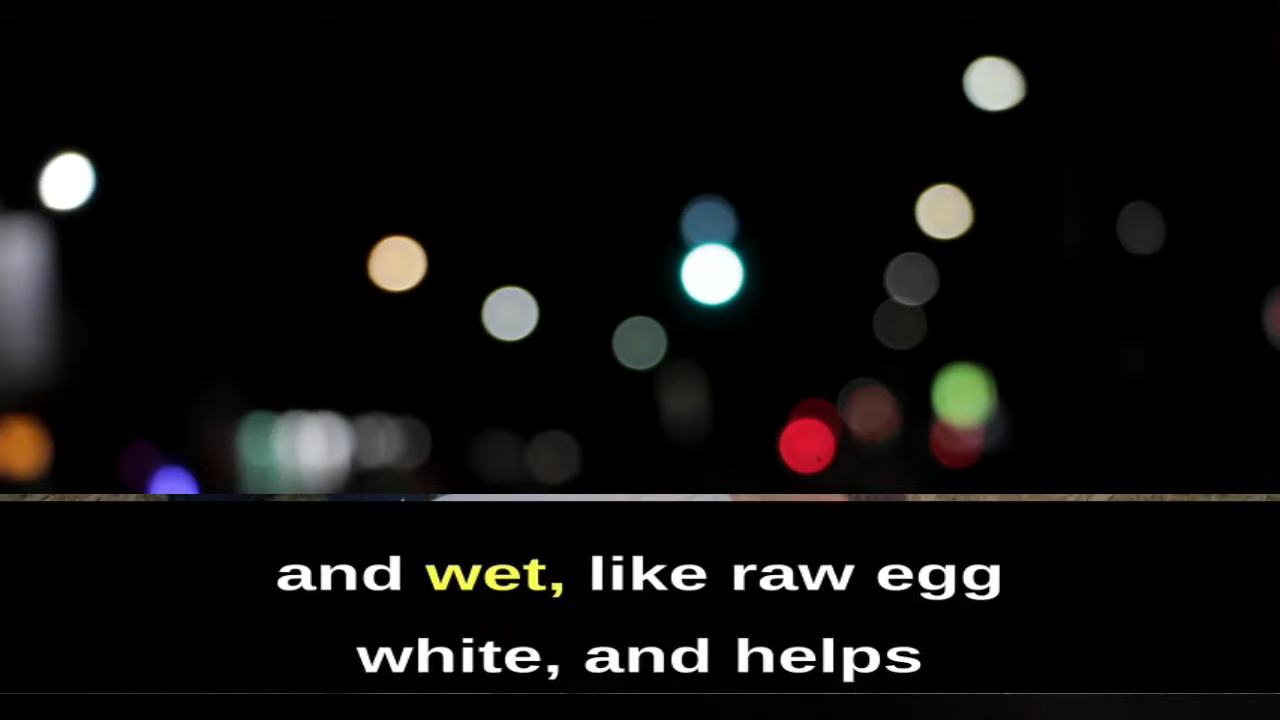 and wet, like raw egg
white, and helps